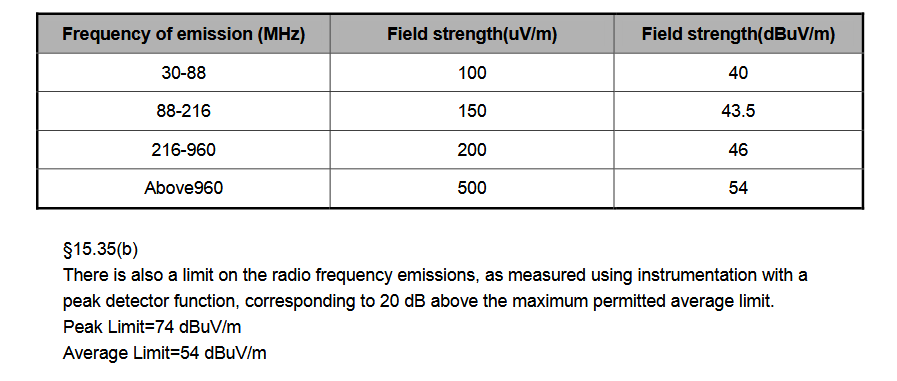 Frequency of emission (MHz) Field strength(uV/m) Field strength(dBuV/m)
30-88 100 40
88-216 150 43.5
216-960 200 46
Above960 500 54
§15.35(b)
There is also a limit on the radio frequency emissions, as measured using instrumentation with a
peak detector function, corresponding to 20 dB above the maximum permitted average limit.
Peak Limit=74 dBuV/m
Average Limit=54 dBuV/m